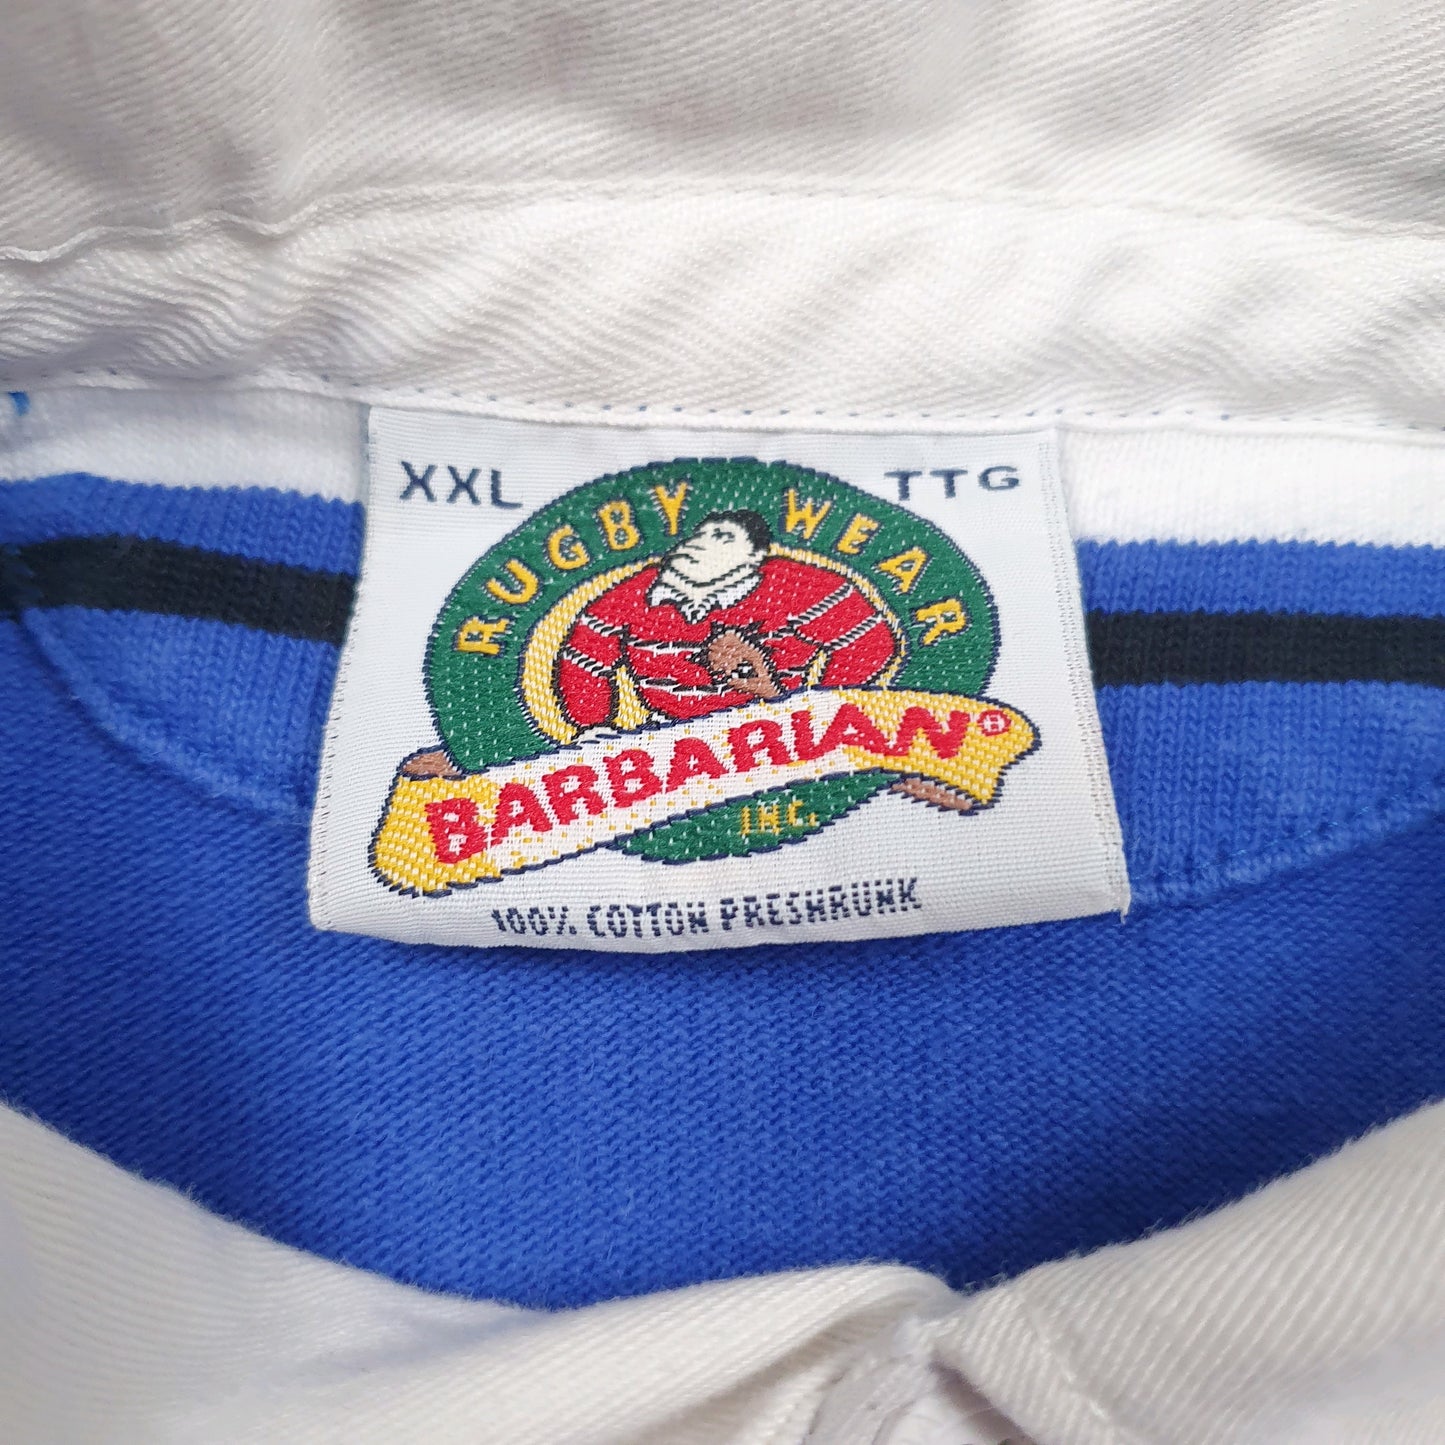 XXL TTG
RUGBY WEAR
BARBARIAN®
INC.
100% COTTON PRESHRUNK